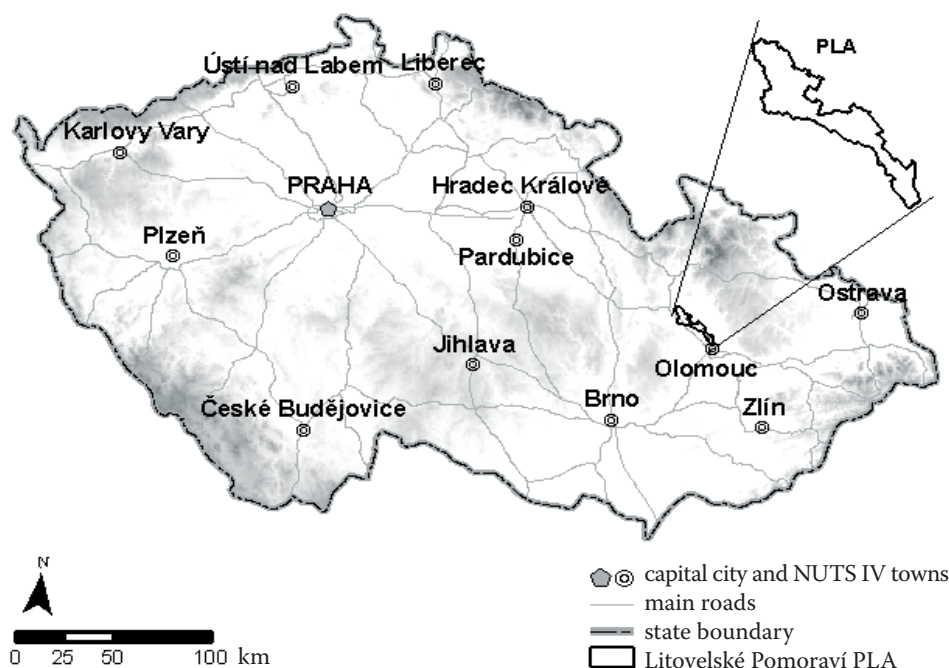 PLA
Ústí nad Labem
Liberec
Karlovy Vary
PRAHA
Hradec Králové
Plzeň
Pardubice
Ostrava
Jihlava
Olomouc
České Budějovice
Brno
Zlín
N
0 25 50 100 km
capital city and NUTS IV towns
main roads
state boundary
Litovelské Pomoraví PLA